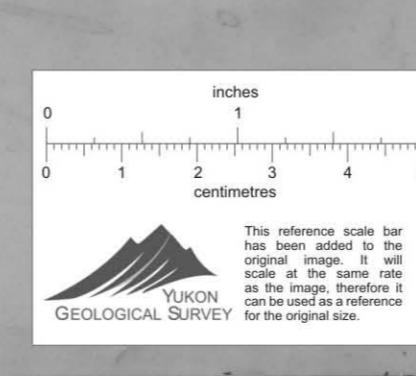 inches
0 1
0 1 2 3 4
centimetres
YUKON
GEOLOGICAL SURVEY
This reference scale bar
has been added to the
original image. It will
scale at the same rate
as the image, therefore it
can be used as a reference
for the original size.